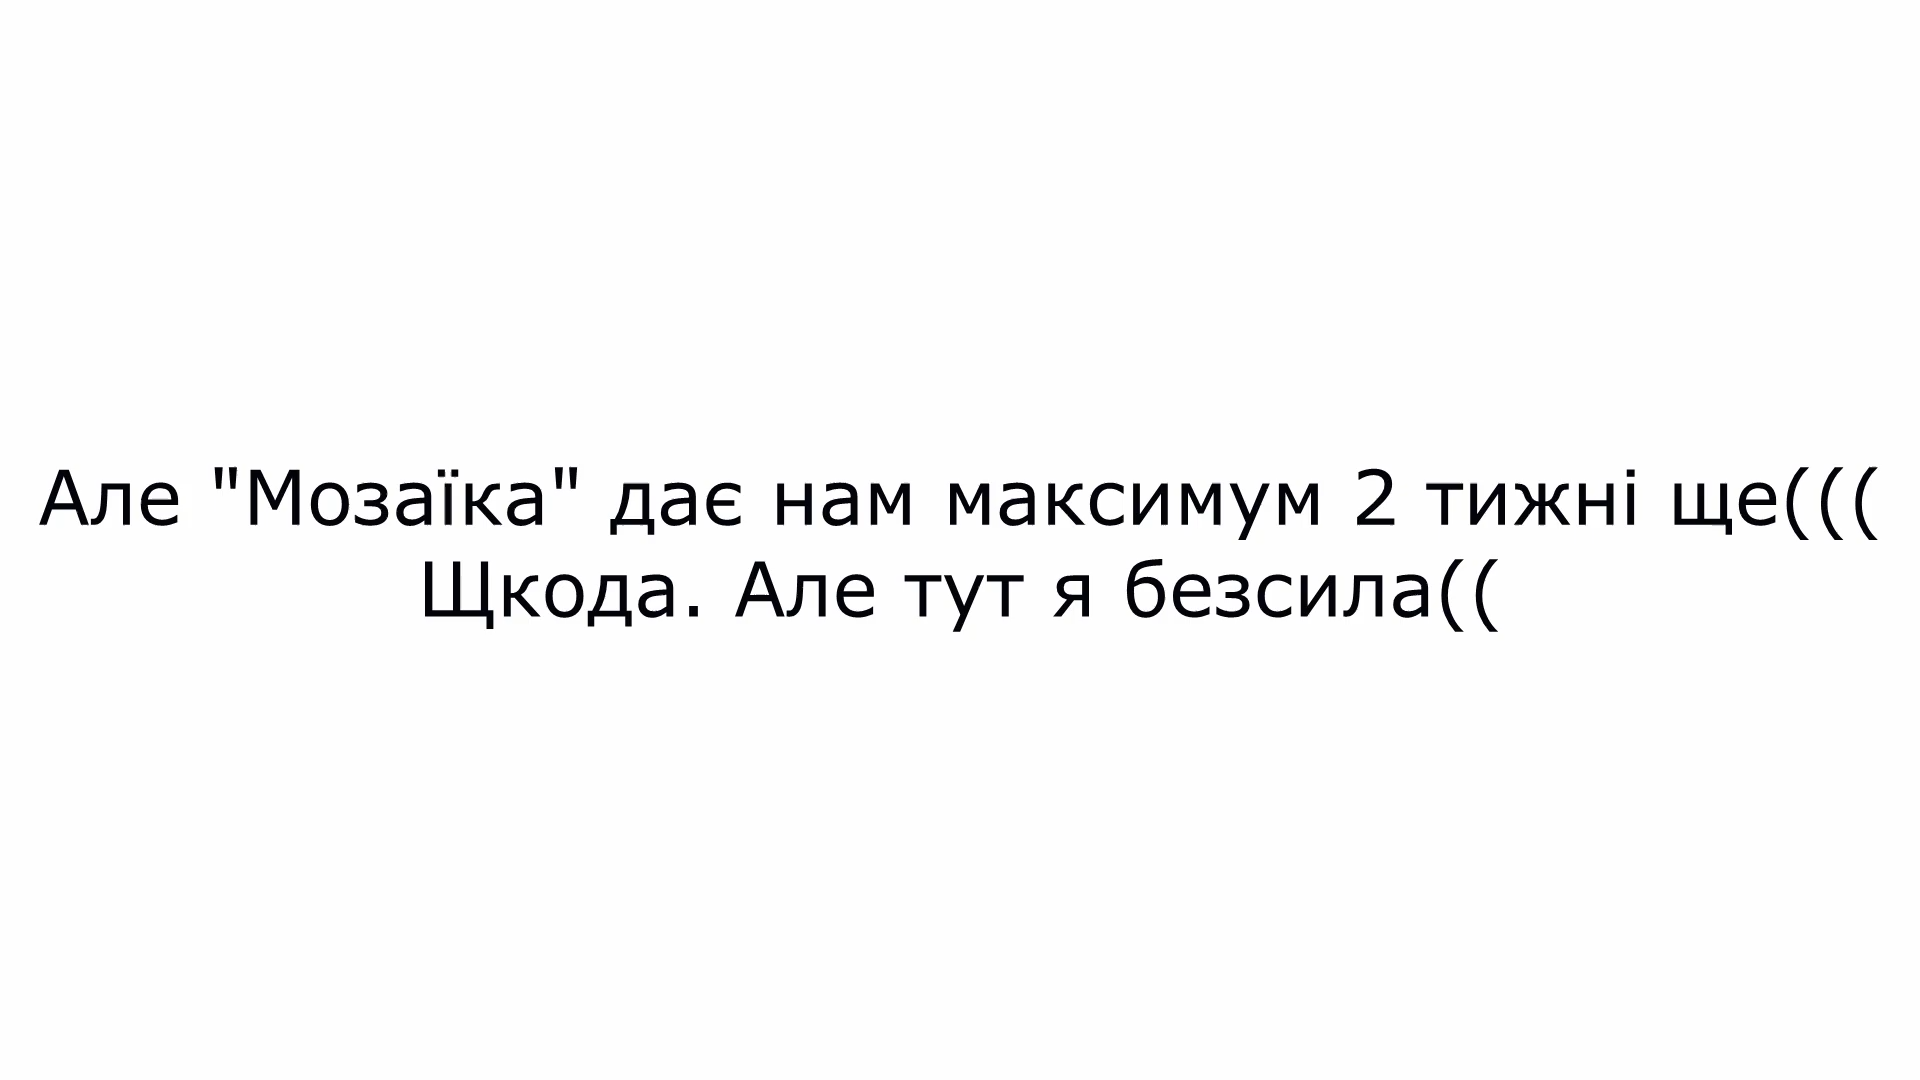 Але "Мозаїка" дає нам максимум 2 тижні ще(((
Щкода. Але тут я безсила((